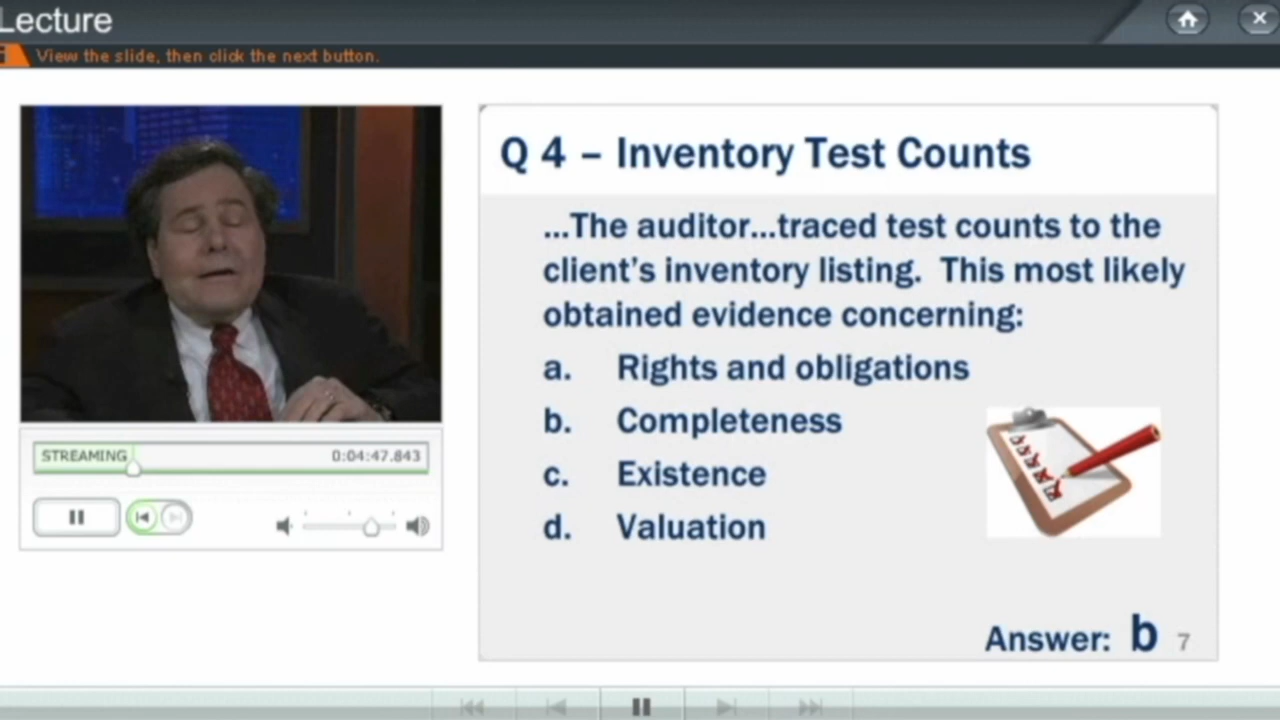 Lecture
View the slide, then click the next button.
Q 4 – Inventory Test Counts
...The auditor...traced test counts to the
client's inventory listing. This most likely
obtained evidence concerning:
a. Rights and obligations
b. Completeness
c. Existence
d. Valuation
STREAMING 0:04:47.843
Answer: b 7